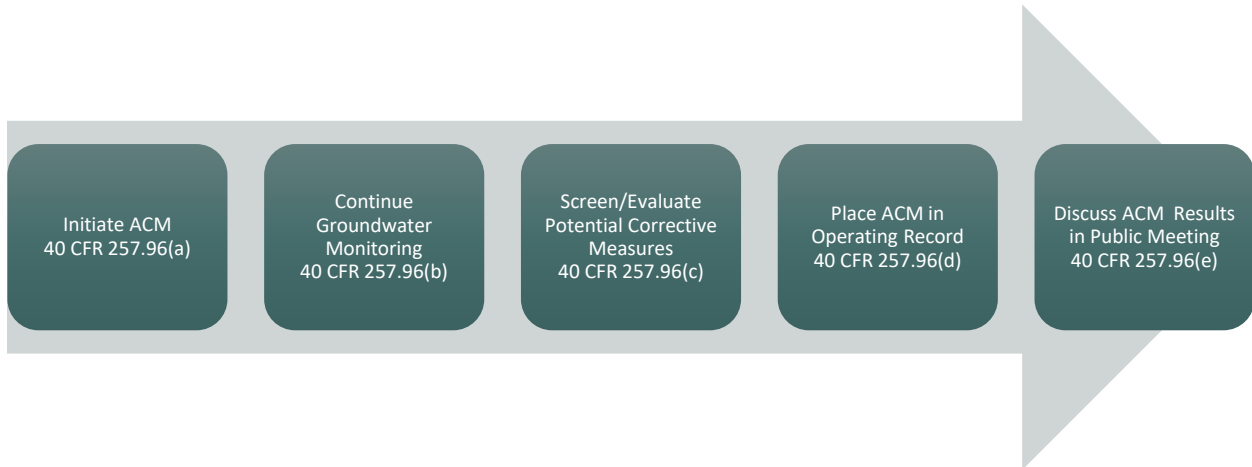 Initiate ACM
40 CFR 257.96(a)
Continue
Groundwater
Monitoring
40 CFR 257.96(b)
Screen/Evaluate
Potential Corrective
Measures
40 CFR 257.96(c)
Place ACM in
Operating Record
40 CFR 257.96(d)
Discuss ACM  Results
in Public Meeting
40 CFR 257.96(e)